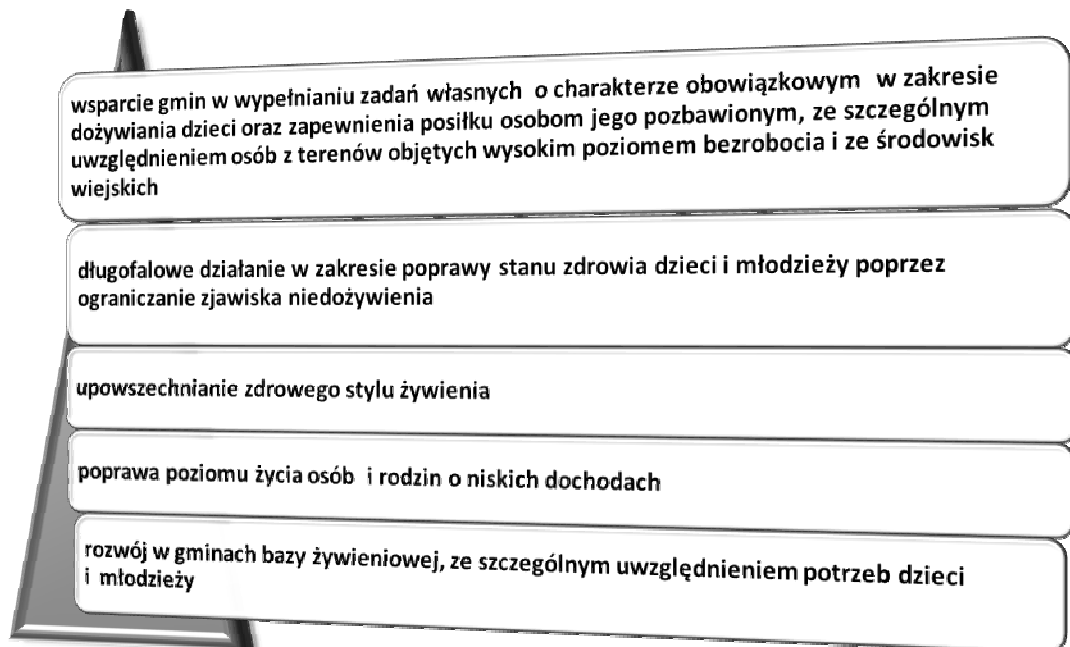 wsparcie gmin w wypełnianiu zadań własnych o charakterze obowiązkowym w zakresie
dożywiania dzieci oraz zapewnienia posiłku osobom jego pozbawionym, ze szczególnym
uwzględnieniem osób z terenów objętych wysokim poziomem bezrobocia i ze środowisk
wiejskich
długofalowe działanie w zakresie poprawy stanu zdrowia dzieci i młodzieży poprzez
ograniczanie zjawiska niedożywienia
upowszechnianie zdrowego stylu żywienia
poprawa poziomu życia osób i rodzin o niskich dochodach
rozwój w gminach bazy żywieniowej, ze szczególnym uwzględnieniem potrzeb dzieci
i młodzieży